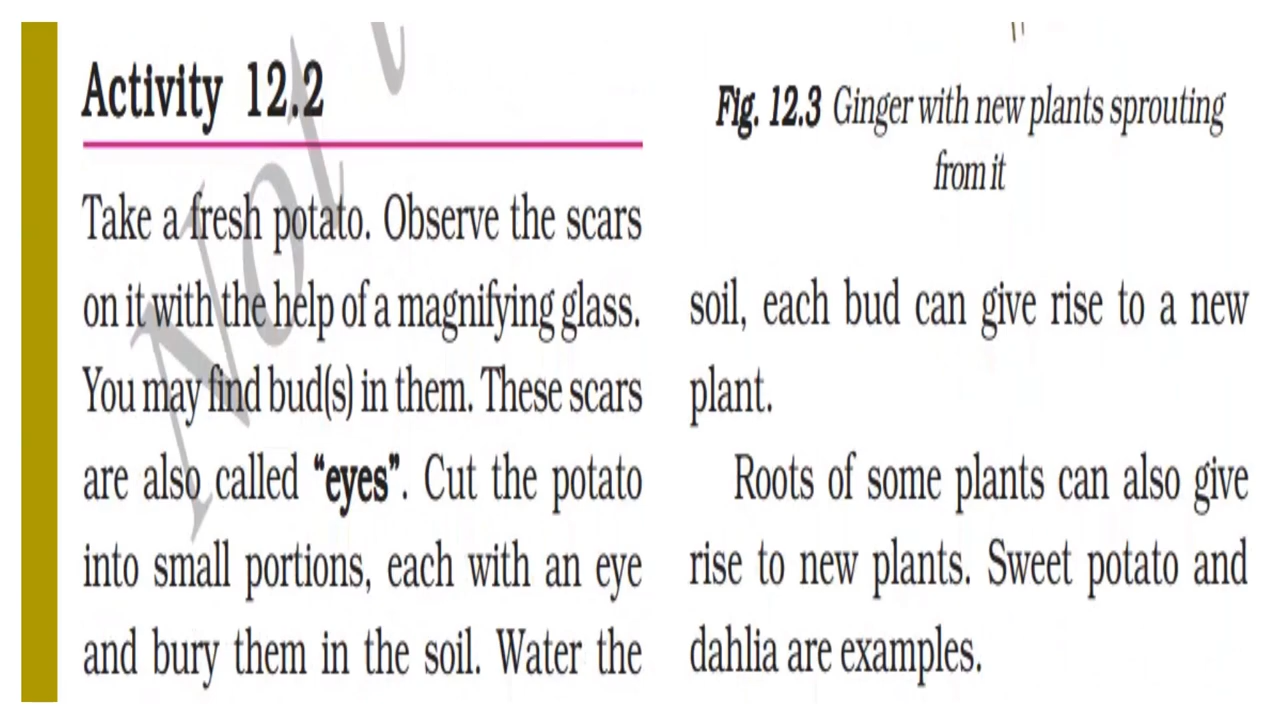 Activity 12.2
Take a fresh potato. Observe the scars
on it with the help of a magnifying glass.
You may find bud(s) in them. These scars
are also called “eyes”. Cut the potato
into small portions, each with an eye
and bury them in the soil. Water the
Fig. 12.3 Ginger with new plants sprouting
from it
soil, each bud can give rise to a new
plant.
Roots of some plants can also give
rise to new plants. Sweet potato and
dahlia are examples.
Not